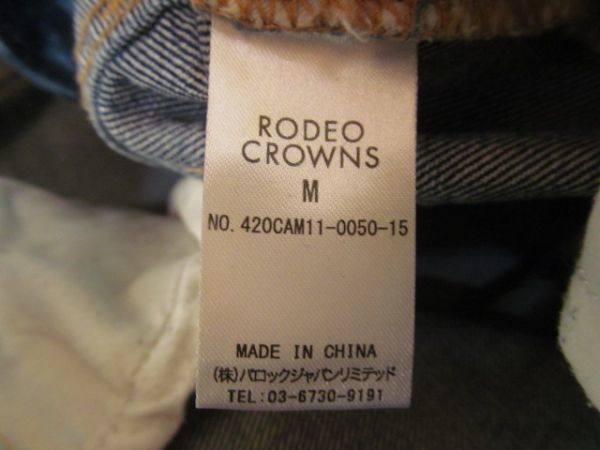 RODEO
CROWNS
M
NO. 420CAM11-0050-15
MADE IN CHINA
(株)バロックジャパンリミテッド
TEL:03-6730-9191